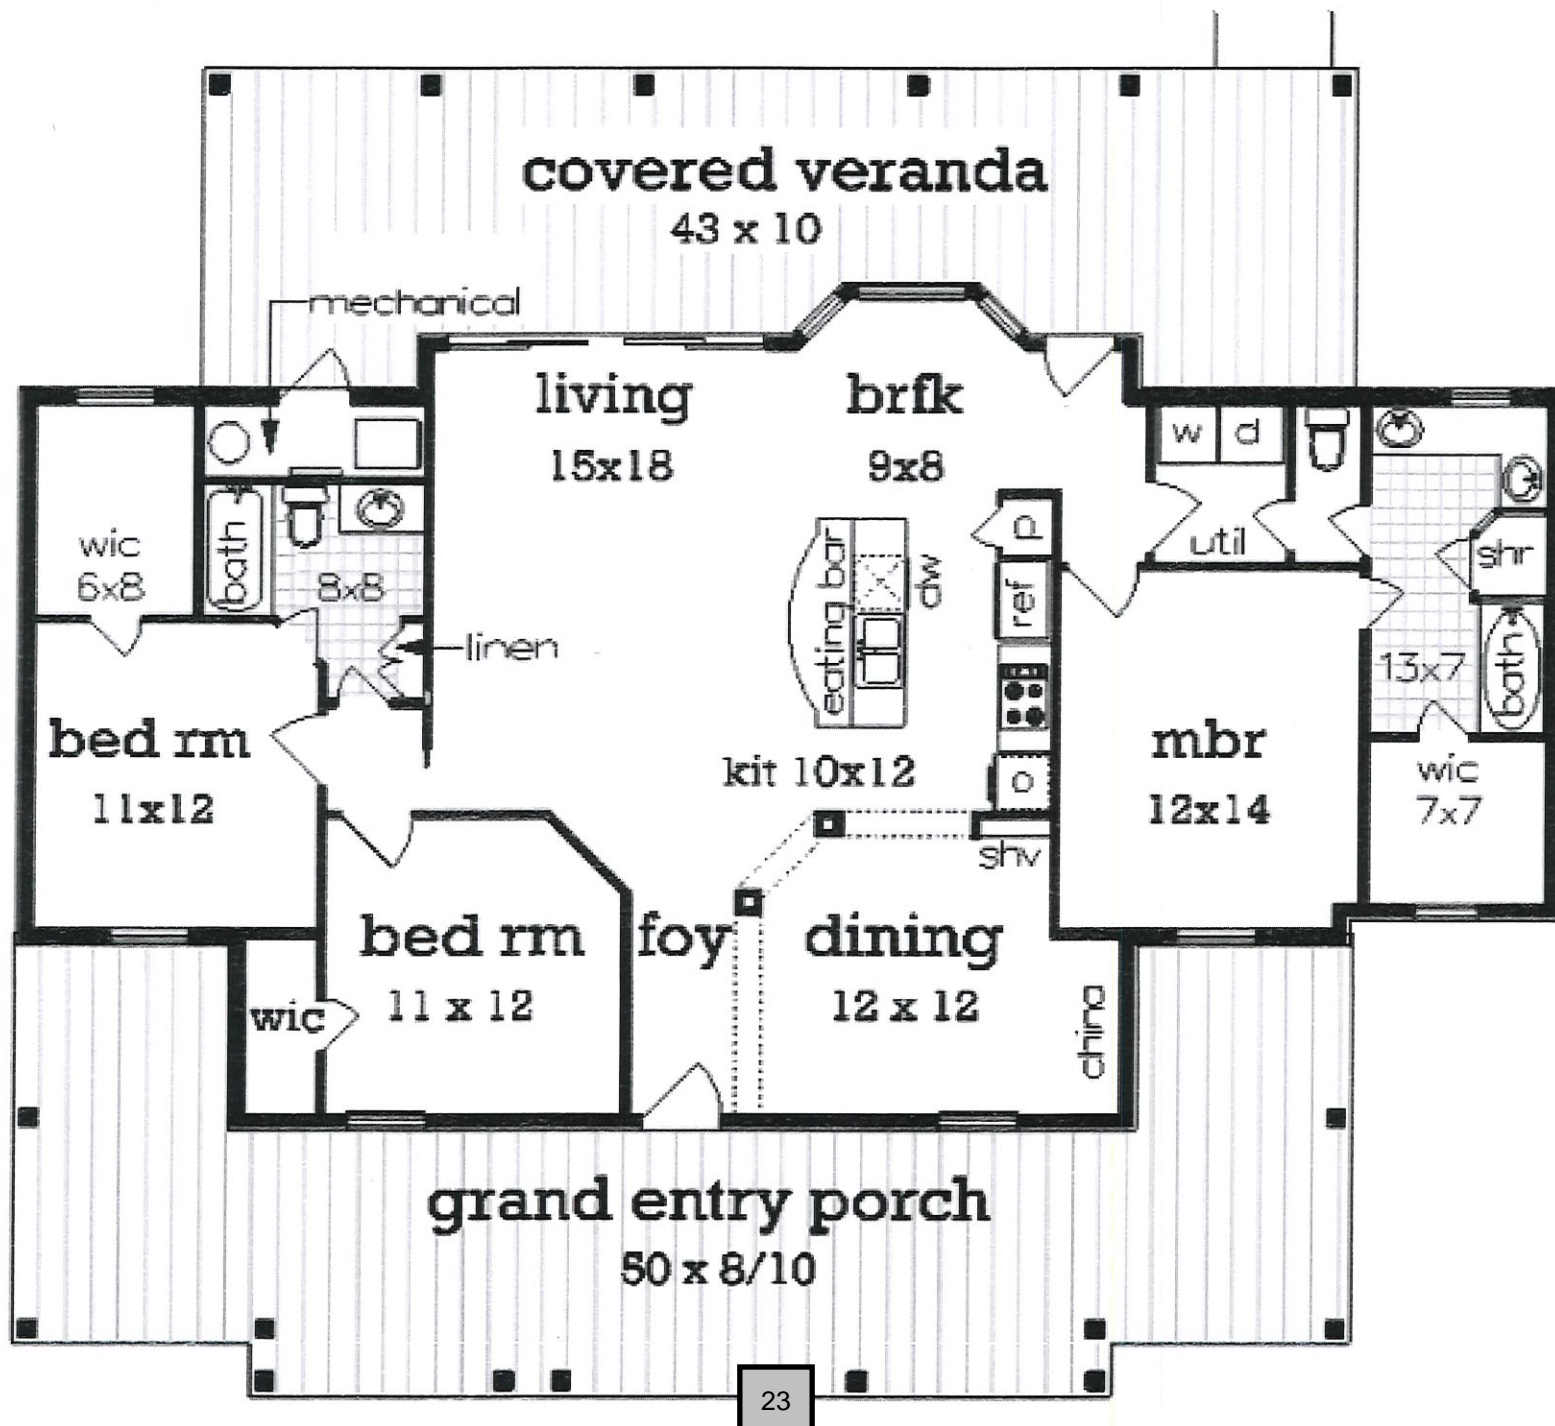 covered veranda
43 x 10
mechanical
living
15x18
brfk
9x8
w
d
wic
6x8
bath
8x8
linen
eating bar
dw
p
ref
util
shr
13x7
bath
bed rm
11x12
kit 10x12
o
mbr
12x14
wic
7x7
shv
bed rm
11 x 12
foy
dining
12 x 12
wic
china
grand entry porch
50 x 8/10
23